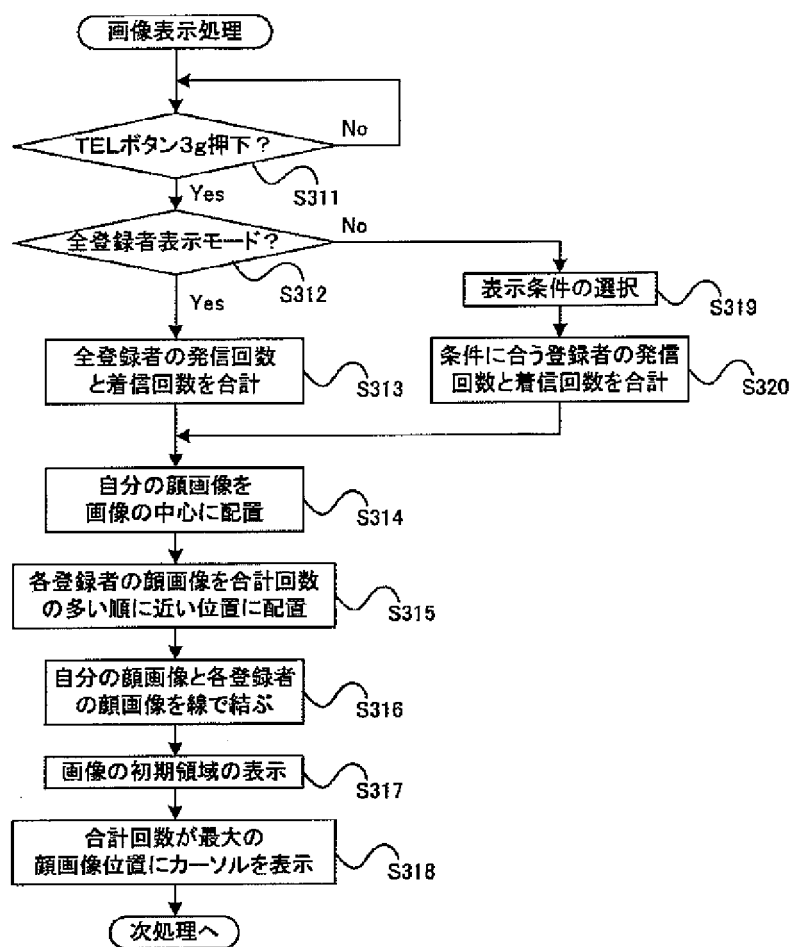 画像表示処理
TELボタン3g押下？
No
S311
Yes
全登録者表示モード？
No
S312
Yes
表示条件の選択
S319
全登録者の発信回数
と着信回数を合計
S313
条件に合う登録者の発信
回数と着信回数を合計
S320
自分の顔画像を
画像の中心に配置
S314
各登録者の顔画像を合計回数
の多い順に近い位置に配置
S315
自分の顔画像と各登録者
の顔画像を線で結ぶ
S316
画像の初期領域の表示
S317
合計回数が最大の
顔画像位置にカーソルを表示
S318
次処理へ